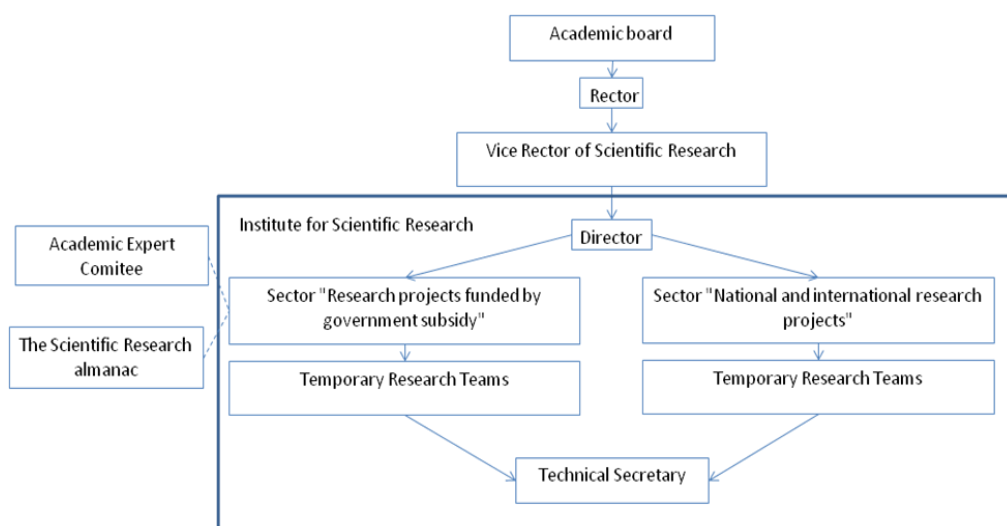 Academic board
Rector
Vice Rector of Scientific Research
Institute for Scientific Research
Director
Academic Expert
Comitee
Sector "Research projects funded by
government subsidy"
Sector "National and international research
projects"
The Scientific Research
almanac
Temporary Research Teams
Temporary Research Teams
Technical Secretary